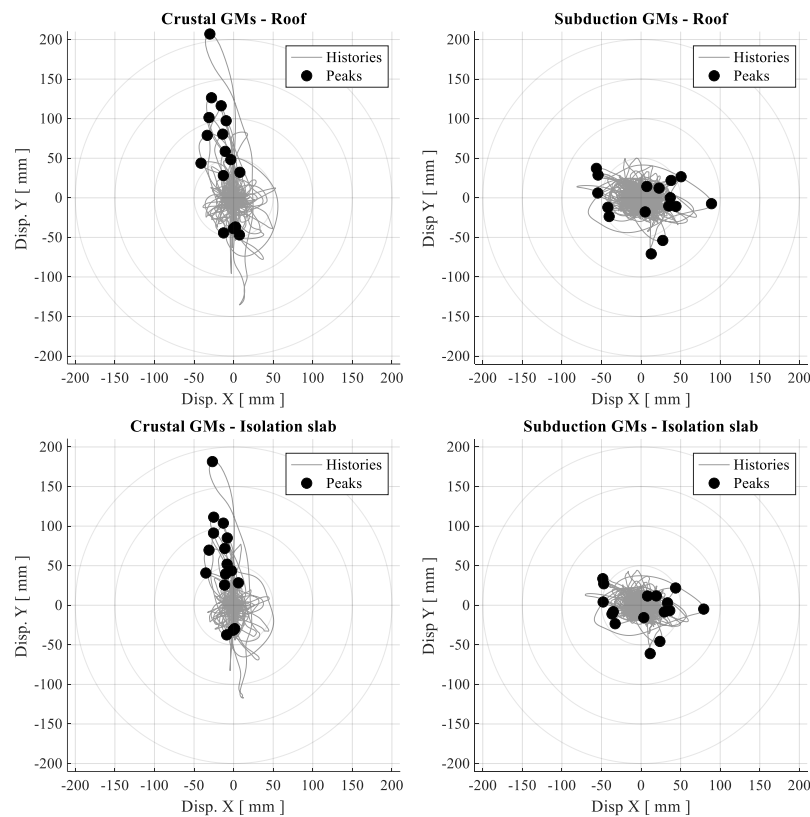 Crustal GMs - Roof
Histories
Peaks
200
150
100
50
0
-50
-100
-150
-200
Disp. Y [ mm ]
-200 -150 -100 -50 0 50 100 150 200
Disp. X [ mm ]
Subduction GMs - Roof
Histories
Peaks
200
150
100
50
0
-50
-100
-150
-200
Disp Y [ mm ]
-200 -150 -100 -50 0 50 100 150 200
Disp X [ mm ]
Crustal GMs - Isolation slab
Histories
Peaks
200
150
100
50
0
-50
-100
-150
-200
Disp. Y [ mm ]
-200 -150 -100 -50 0 50 100 150 200
Disp. X [ mm ]
Subduction GMs - Isolation slab
Histories
Peaks
200
150
100
50
0
-50
-100
-150
-200
Disp Y [ mm ]
-200 -150 -100 -50 0 50 100 150 200
Disp X [ mm ]